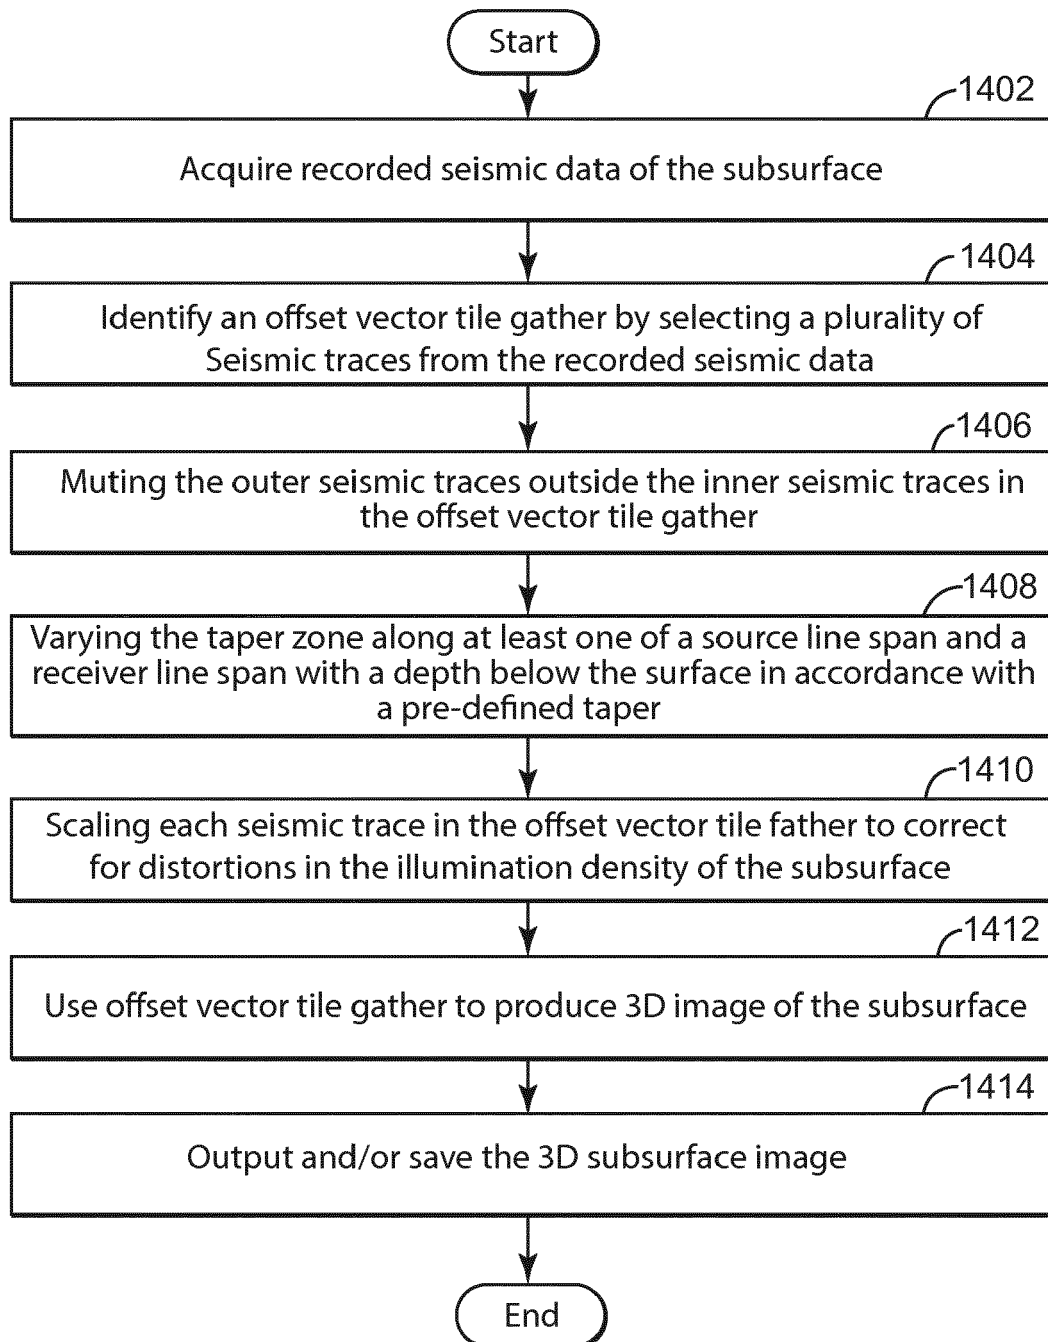 Start
1402
Acquire recorded seismic data of the subsurface
1404
Identify an offset vector tile gather by selecting a plurality of
Seismic traces from the recorded seismic data
1406
Muting the outer seismic traces outside the inner seismic traces in
the offset vector tile gather
1408
Varying the taper zone along at least one of a source line span and a
receiver line span with a depth below the surface in accordance with
a pre-defined taper
1410
Scaling each seismic trace in the offset vector tile father to correct
for distortions in the illumination density of the subsurface
1412
Use offset vector tile gather to produce 3D image of the subsurface
1414
Output and/or save the 3D subsurface image
End